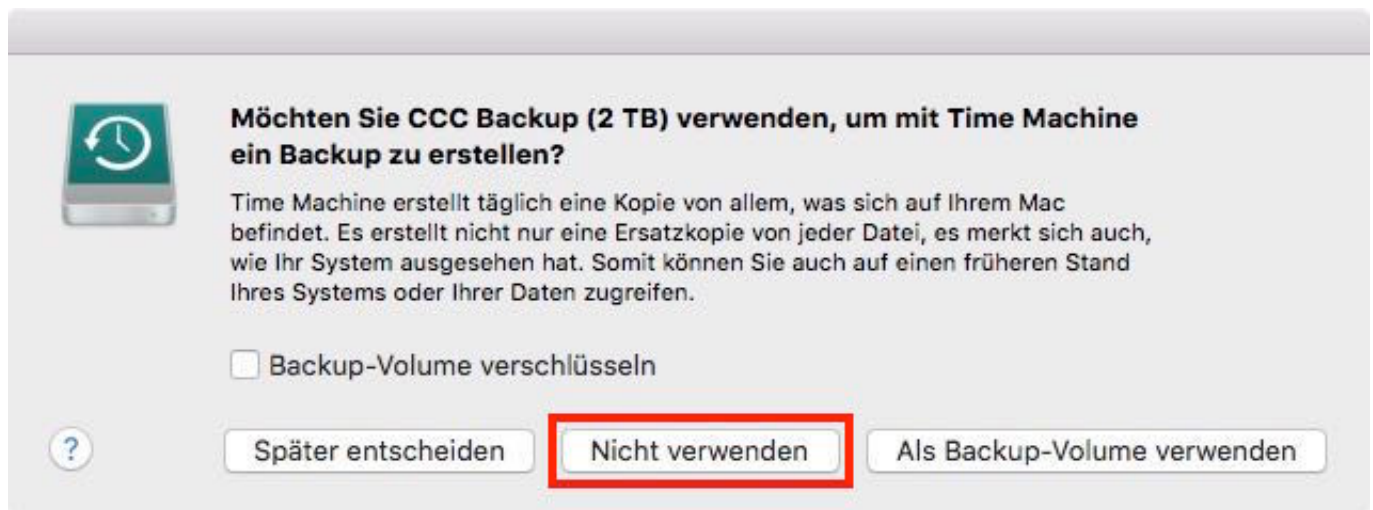 Möchten Sie CCC Backup (2 TB) verwenden, um mit Time Machine
ein Backup zu erstellen?
Time Machine erstellt täglich eine Kopie von allem, was sich auf Ihrem Mac
befindet. Es erstellt nicht nur eine Ersatzkopie von jeder Datei, es merkt sich auch,
wie Ihr System ausgesehen hat. Somit können Sie auch auf einen früheren Stand
Ihres Systems oder Ihrer Daten zugreifen.
Backup-Volume verschlüsseln
? Später entscheiden Nicht verwenden Als Backup-Volume verwenden